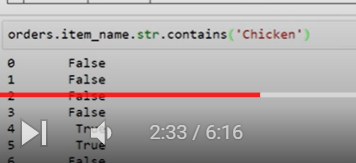 orders.item_name.str.contains('Chicken')
0 False
1 False
2 False
3 False
4 True
5 True
6 False
2:33 / 6:16